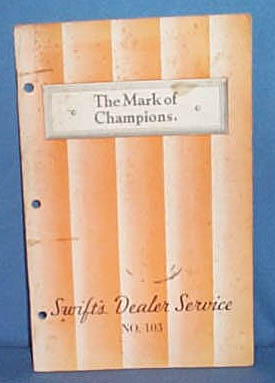 The Mark of
Champions.
Swift's Dealer Service
NO. 103